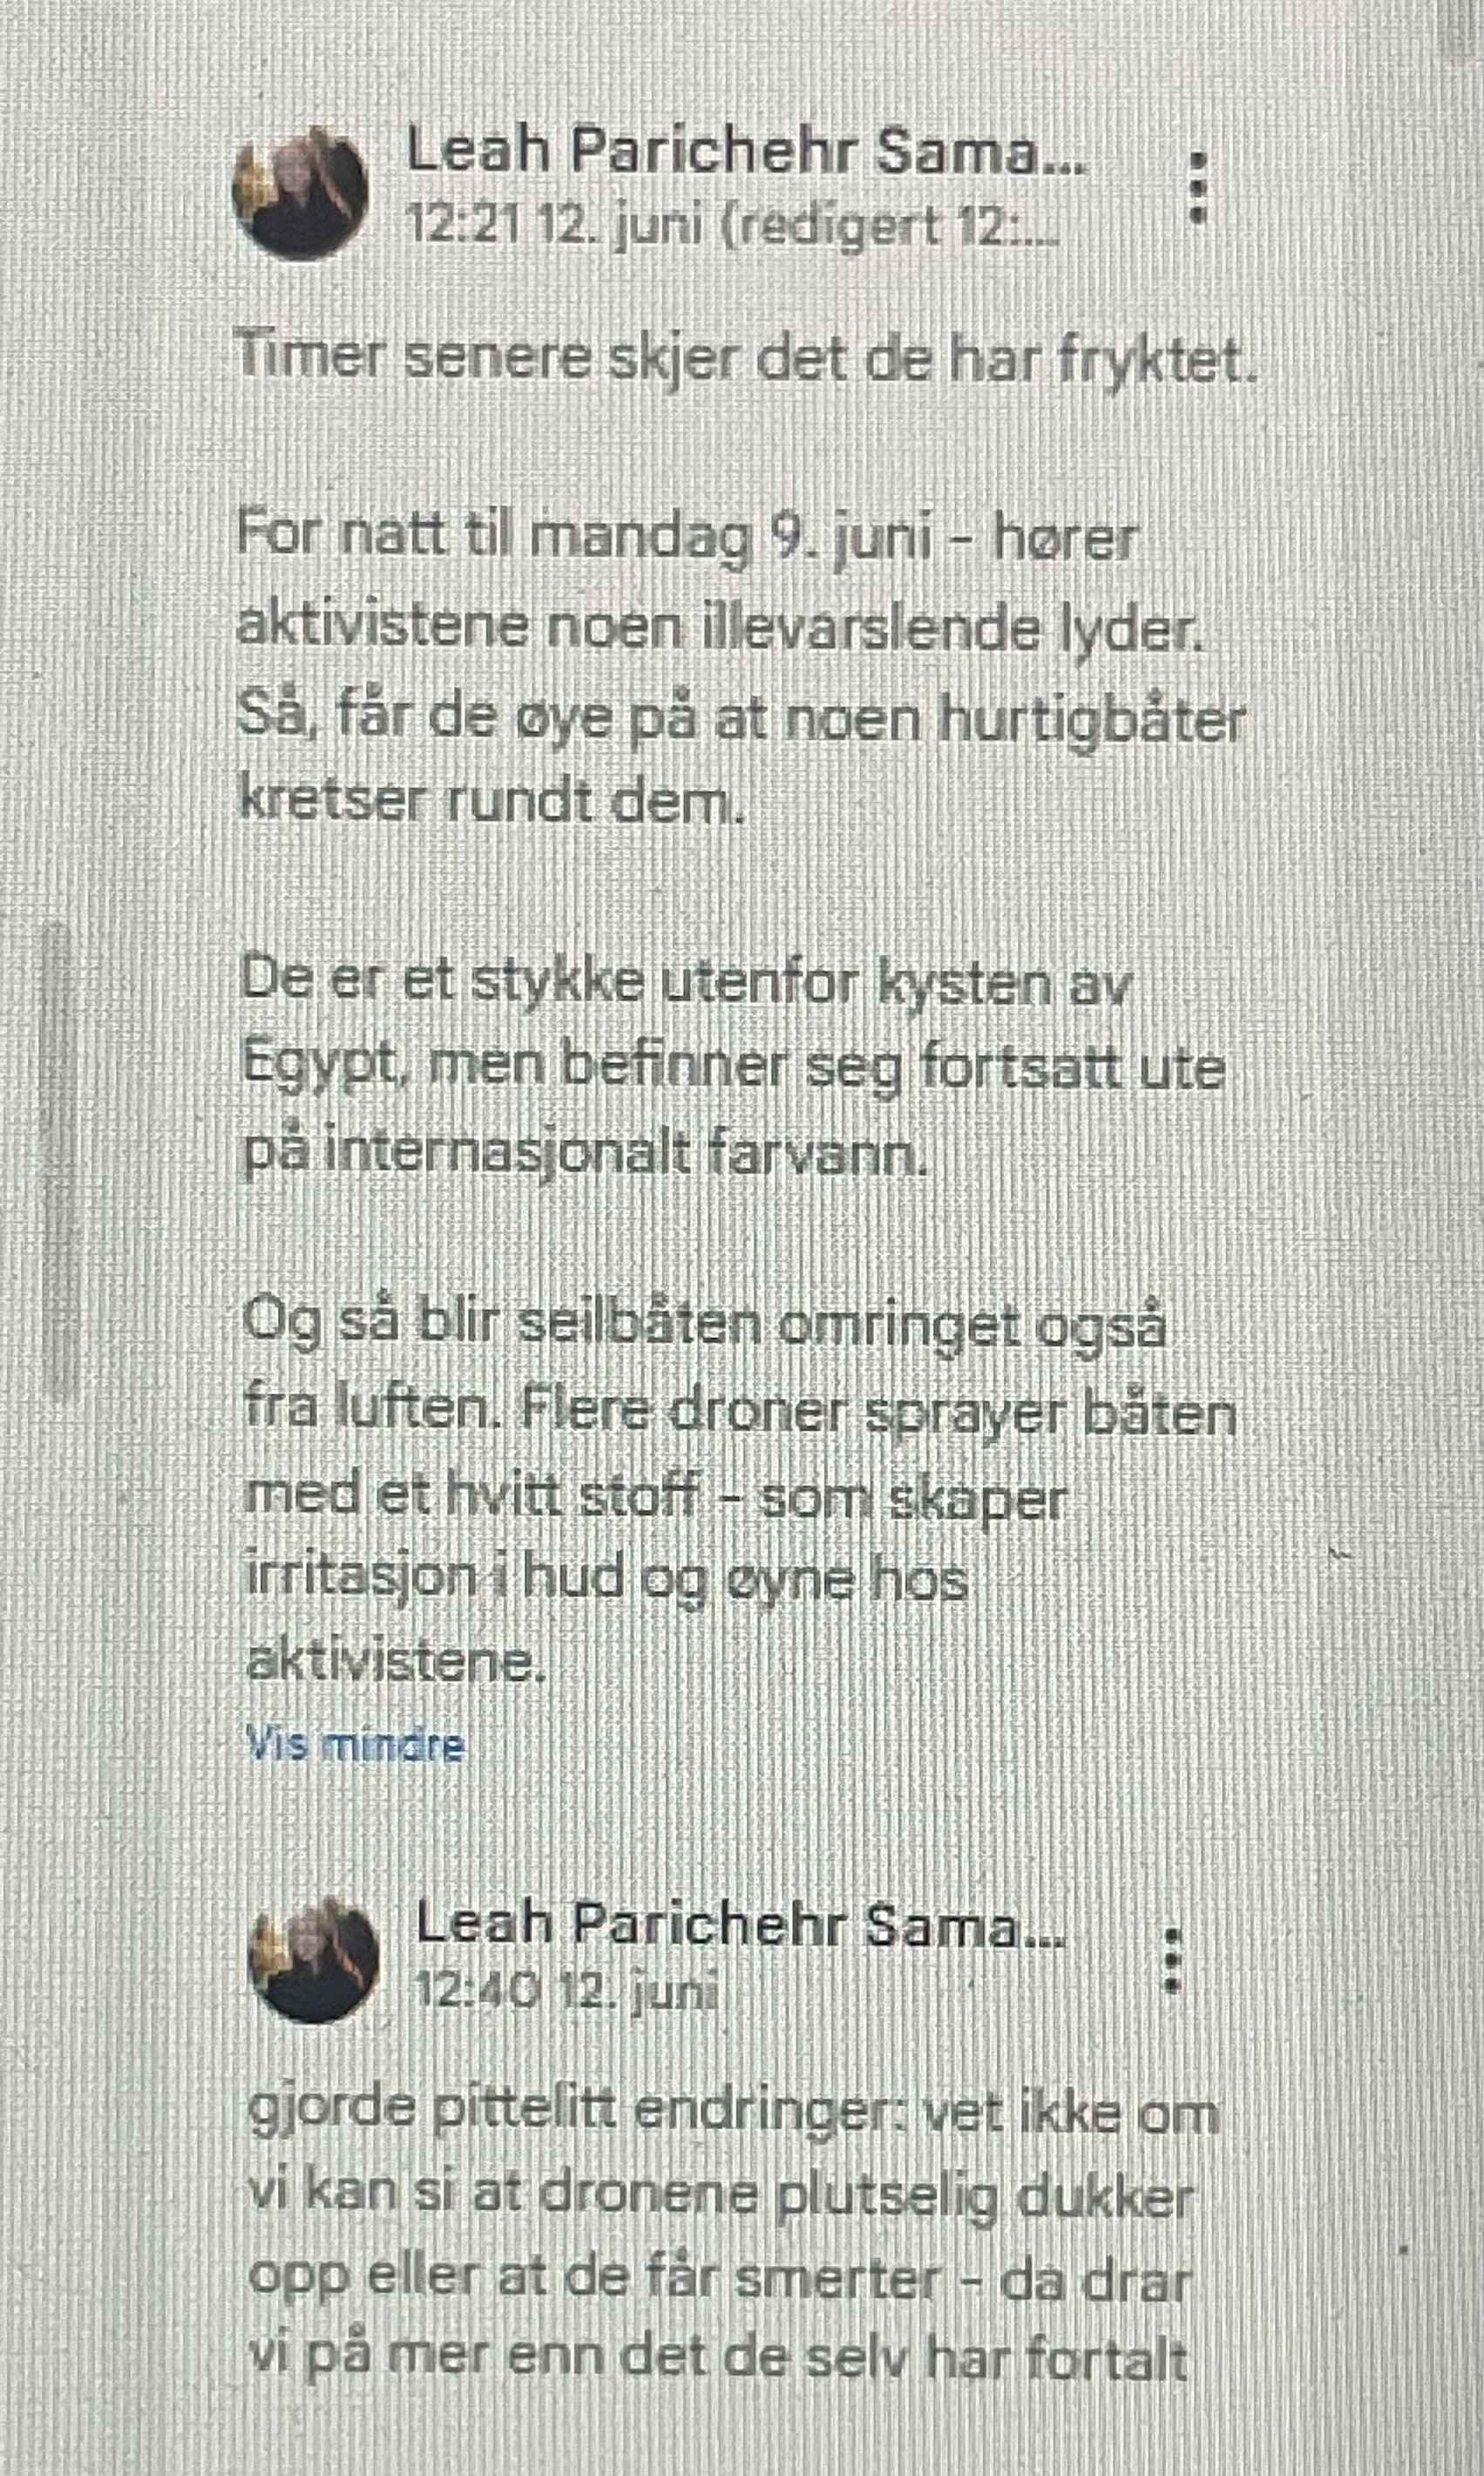 Leah Parichehr Sama...
12:21 12. juni (redigert 12:...
Timer senere skjer det de har fryktet.
For natt til mandag 9. juni - hører
aktivistene noen illevarslende lyder.
Så, får de øye på at noen hurtigbåter
kretser rundt dem.
De er et stykke utenfor kysten av
Egypt, men befinner seg fortsatt ute
på internasjonalt farvann.
Og så blir seilbåten omringet også
fra luften. Flere droner sprayer båten
med et hvitt stoff - som skaper
irritasjon i hud og øyne hos
aktivistene.
Vis mindre
Leah Parichehr Sama...
12:40 12. juni
gjorde pittelitt endringer: vet ikke om
vi kan si at dronene plutselig dukker
opp eller at de får smerter - da drar
vi på mer enn det de selv har fortalt